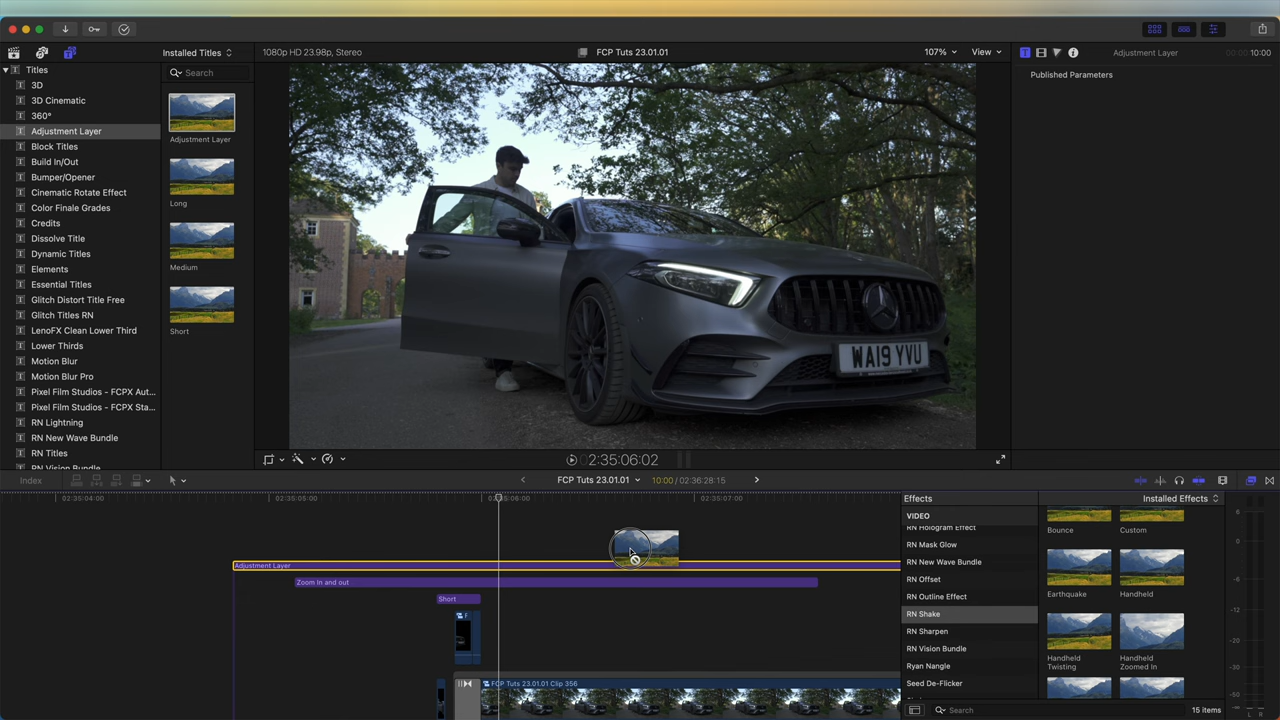 Installed Titles
1080p HD 23.98p, Stereo
FCP Tuts 23.01.01
107%
View
Adjustment Layer
10:00
Titles
3D
3D Cinematic
360°
Adjustment Layer
Block Titles
Build In/Out
Bumper/Opener
Cinematic Rotate Effect
Color Finale Grades
Credits
Dissolve Title
Dynamic Titles
Elements
Essential Titles
Glitch Distort Title Free
Glitch Titles RN
LenoFX Clean Lower Third
Lower Thirds
Motion Blur
Motion Blur Pro
Pixel Film Studios - FCPX Aut...
Pixel Film Studios - FCPX Sta...
RN Lightning
RN New Wave Bundle
RN Titles
RN Vision Bundle
Search
Adjustment Layer
Long
Medium
Short
WA19 YVU
Published Parameters
2:35:06:02
Index
FCP Tuts 23.01.01
10:00 / 02:36:28:15
02:35:04:00
02:35:05:00
02:35:07:00
Adjustment Layer
Zoom In and out
Short
F
FCP Tuts 23.01.01 Clip 356
Effects
Installed Effects
VIDEO
RN Hologram Effect
RN Mask Glow
RN New Wave Bundle
RN Offset
RN Outline Effect
RN Shake
RN Sharpen
RN Vision Bundle
Ryan Nangle
Seed De-Flicker
Bounce
Custom
Earthquake
Handheld
Handheld Twisting
Handheld Zoomed In
Search
15 items
6
0
-6
-12
-20
-30
-50
L R